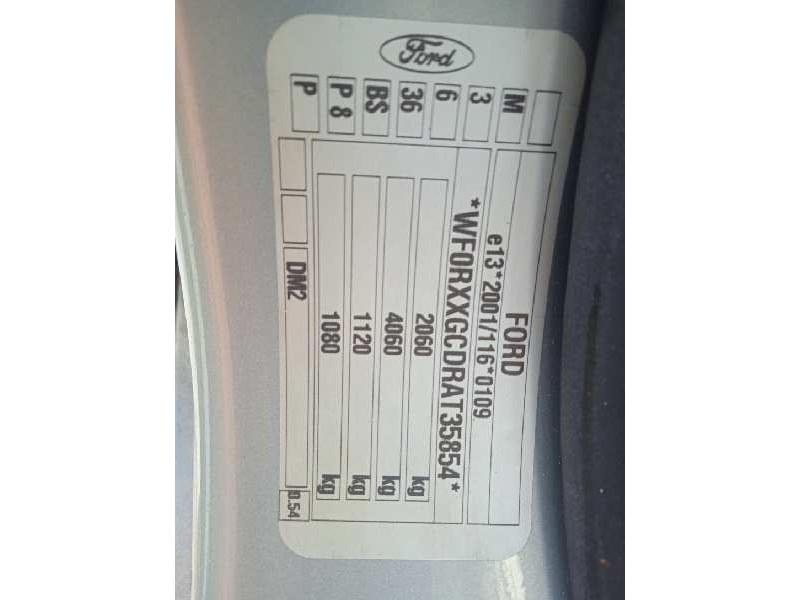 Ford
FORD
e13*2001/116*0109
*WF0RXXGCDRAT35854*
2060 kg
4060 kg
1120 kg
1080 kg
DM2 0.54
M
3
6
36
BS
P 8
P